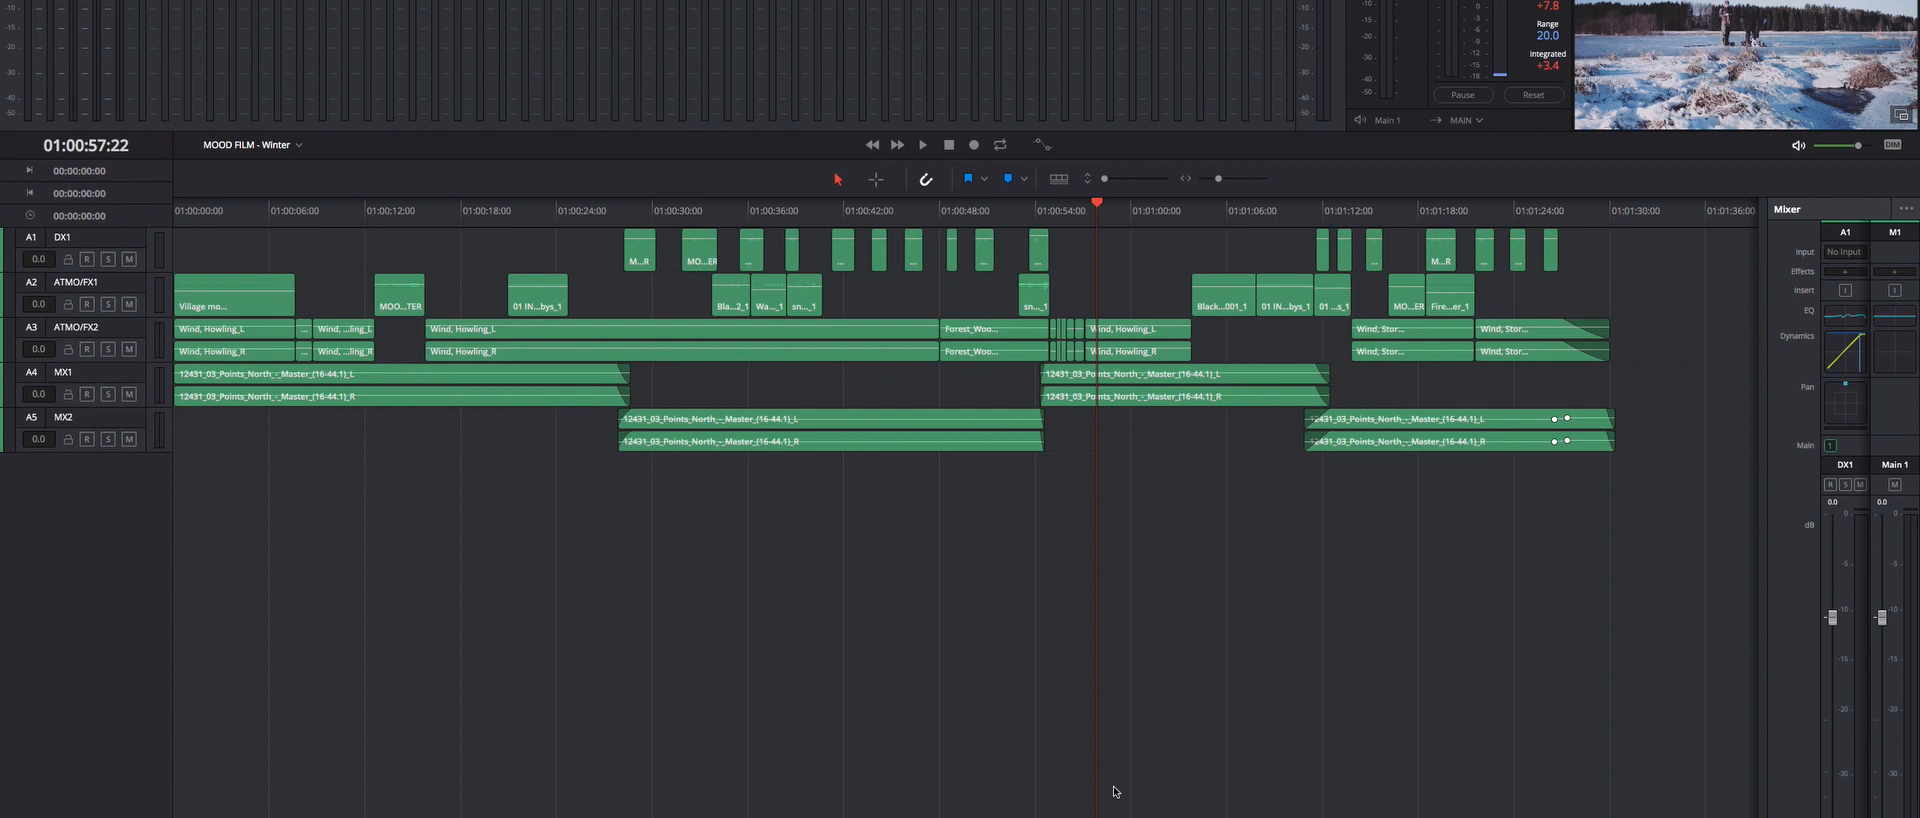 -10 -10 -10 0 +7.8
-20 -20 -20 -3 Range
-30 -30 -30 -6 20.0
-40 -40 -40 -9 Integrated
-50 -50 -50 -12 +3.4
-15
-18
Pause Reset
Main 1 MAIN
01:00:57:22 MOOD FILM - Winter DIM
00:00:00:00
00:00:00:00
00:00:00:00
01:00:00:00 01:00:06:00 01:00:12:00 01:00:18:00 01:00:24:00 01:00:30:00 01:00:36:00 01:00:42:00 01:00:48:00 01:00:54:00 01:01:00:00 01:01:06:00 01:01:12:00 01:01:18:00 01:01:24:00 01:01:30:00 01:01:36:00
A1 DX1
0.0 R S M
M...R MO...ER ... ... ... ... ... ... ... M...R ... ...
A2 ATMO/FX1
0.0 R S M
Village mo... MOO...TER 01 IN...bys_1 Bla...2_1 Wa..._1 sn..._1 sn..._1 Black...001_1 01 IN...bys_1 01 ...s_1 MO...ER Fire...er_1
A3 ATMO/FX2
0.0 R S M
Wind, Howling_L ... Wind, ...ling_L Wind, Howling_L Forest_Woo... Wind, Howling_L Wind, Stor... Wind, Stor...
Wind, Howling_R ... Wind, ...ling_R Wind, Howling_R Forest_Woo... Wind, Howling_R Wind, Stor... Wind, Stor...
A4 MX1
0.0 R S M
12431_03_Points_North_-_Master_(16-44.1)_L 12431_03_Points_North_-_Master_(16-44.1)_L
12431_03_Points_North_-_Master_(16-44.1)_R 12431_03_Points_North_-_Master_(16-44.1)_R
A5 MX2
0.0 R S M
12431_03_Points_North_-_Master_(16-44.1)_L 12431_03_Points_North_-_Master_(16-44.1)_L
12431_03_Points_North_-_Master_(16-44.1)_R 12431_03_Points_North_-_Master_(16-44.1)_R
Mixer
A1 M1
Input No Input
Effects + +
Insert I I
EQ
Dynamics
Pan
Main 1
DX1 Main 1
R S M M
0.0 0.0
0 0
dB
-5 -5
-10 -10
-15 -15
-20 -20
-30 -30